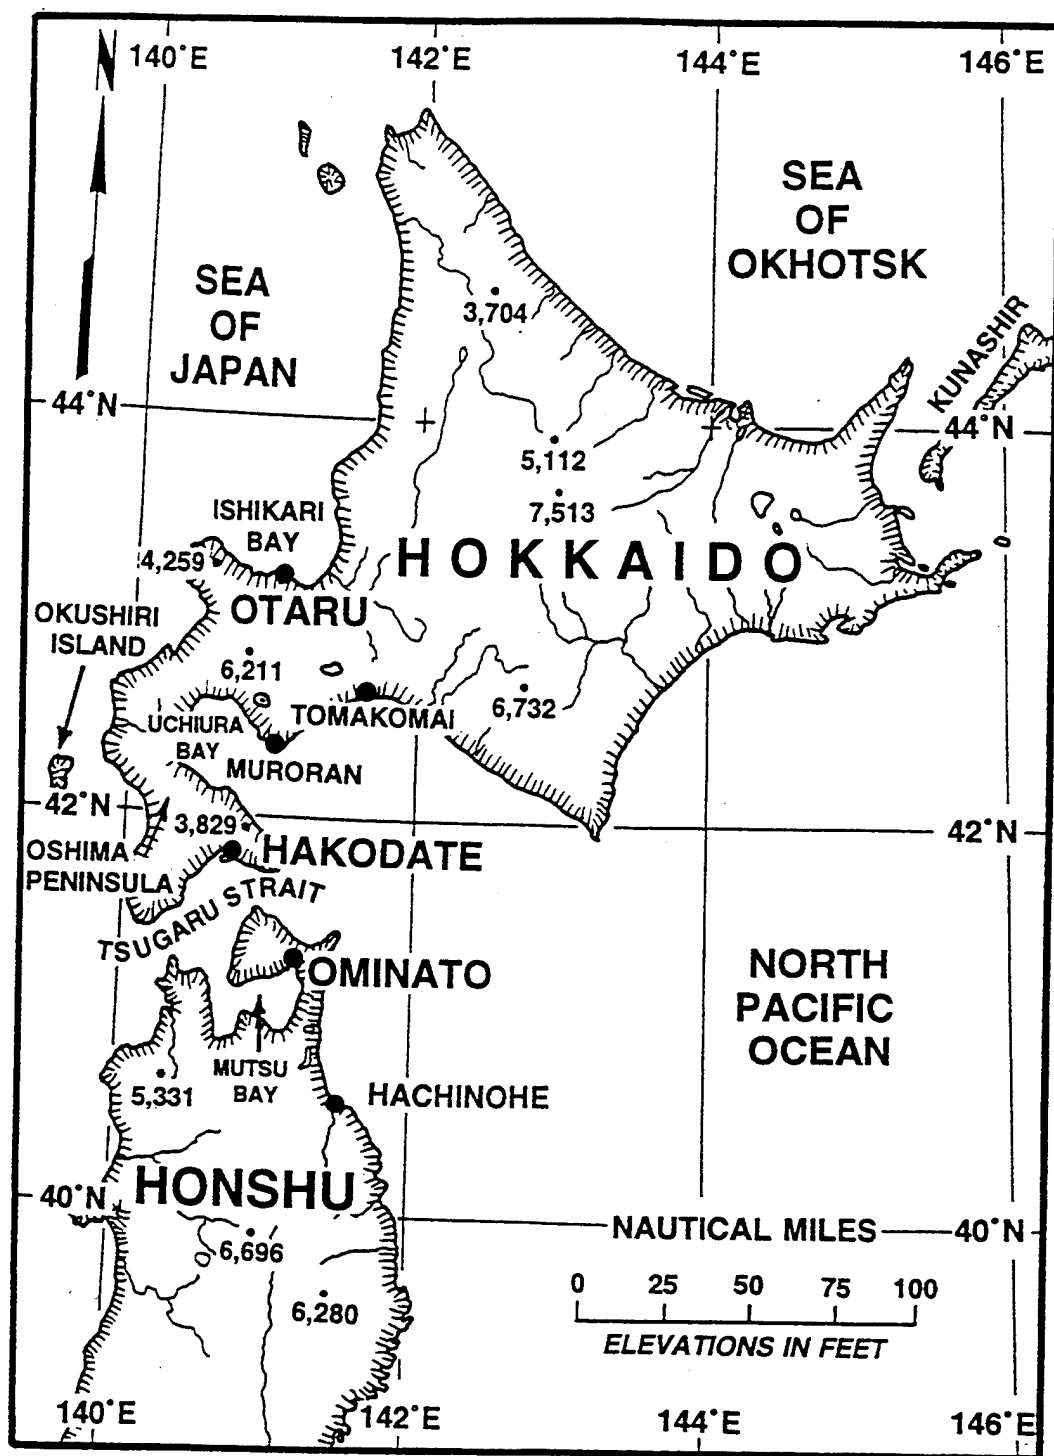 N
140°E
142°E
144°E
146°E
SEA
OF
OKHOTSK
SEA
OF
JAPAN
3,704
KUNASHIR
44°N
44°N
5,112
7,513
ISHIKARI
BAY
HOKKAIDO
4,259
OTARU
OKUSHIRI
ISLAND
6,211
6,732
TOMAKOMAI
UCHIURA
BAY
MURORAN
42°N
42°N
3,829
HAKODATE
OSHIMA
PENINSULA
TSUGARU STRAIT
OMINATO
NORTH
PACIFIC
OCEAN
MUTSU
BAY
5,331
HACHINOHE
HONSHU
40°N
NAUTICAL MILES
40°N
6,696
0 25 50 75 100
6,280
ELEVATIONS IN FEET
140°E
142°E
144°E
146°E